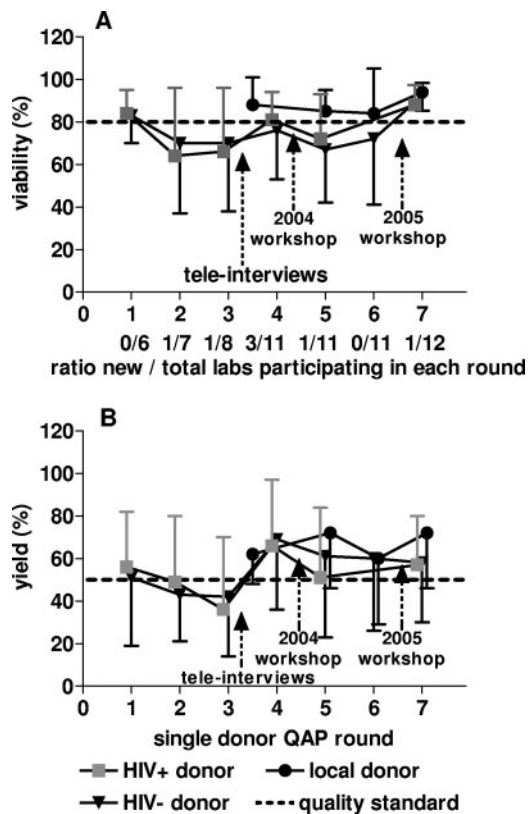 A
viability (%)
120
100
80
60
40
20
0
2004
workshop
2005
workshop
tele-interviews
0 1 2 3 4 5 6 7
0/6 1/7 1/8 3/11 1/11 0/11 1/12
ratio new / total labs participating in each round
B
yield (%)
120
100
80
60
40
20
0
2004
workshop
2005
workshop
tele-interviews
0 1 2 3 4 5 6 7
single donor QAP round
HIV+ donor local donor
HIV- donor quality standard